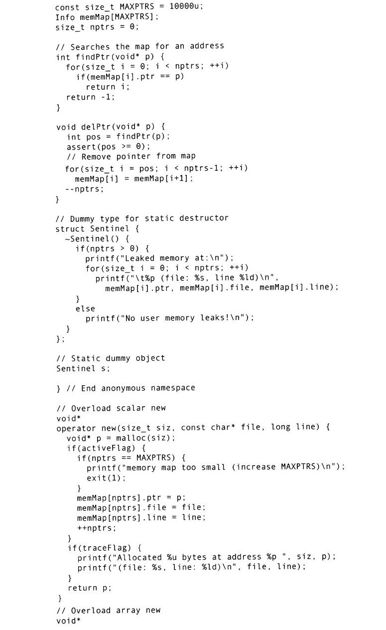 const size_t MAXPTRS = 10000u;
Info memMap[MAXPTRS];
size_t nptrs = 0;
// Searches the map for an address
int findPtr(void* p) {
for(size_t i = 0; i < nptrs; ++i)
if(memMap[i].ptr == p)
return i;
return -1;
}
void delPtr(void* p) {
int pos = findPtr(p);
assert(pos >= 0);
// Remove pointer from map
for(size_t i = pos; i < nptrs-1; ++i)
memMap[i] = memMap[i+1];
--nptrs;
}
// Dummy type for static destructor
struct Sentinel {
~Sentinel() {
if(nptrs > 0) {
printf("Leaked memory at:\n");
for(size_t i = 0; i < nptrs; ++i)
printf("\t%p (file: %s, line %ld)\n",
memMap[i].ptr, memMap[i].file, memMap[i].line);
}
else
printf("No user memory leaks!\n");
}
};
// Static dummy object
Sentinel s;
} // End anonymous namespace
// Overload scalar new
void*
operator new(size_t siz, const char* file, long line) {
void* p = malloc(siz);
if(activeFlag) {
if(nptrs == MAXPTRS) {
printf("memory map too small (increase MAXPTRS)\n");
exit(1);
}
memMap[nptrs].ptr = p;
memMap[nptrs].file = file;
memMap[nptrs].line = line;
++nptrs;
}
if(traceFlag) {
printf("Allocated %u bytes at address %p ", siz, p);
printf("(file: %s, line: %ld)\n", file, line);
}
return p;
}
// Overload array new
void*